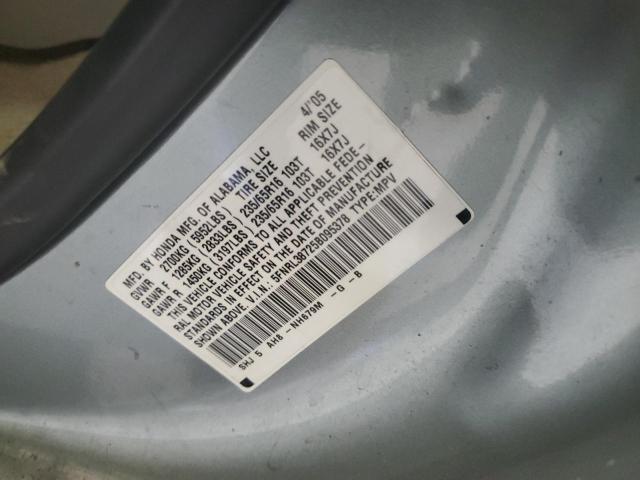 MFG. BY HONDA MFG. OF ALABAMA, LLC 4/'05
GVWR 2700KG ( 5952LBS ) TIRE SIZE RIM SIZE
GAWR F 1285KG ( 2833LBS ) 235/65R16 103T 16X7J
GAWR R 1450KG ( 3197LBS ) 235/65R16 103T 16X7J
THIS VEHICLE CONFORMS TO ALL APPLICABLE FEDE-
RAL MOTOR VEHICLE SAFETY AND THEFT PREVENTION
STANDARDS IN EFFECT ON THE DATE OF MANUFACTURE
SHOWN ABOVE. V.I.N.: 5FNRL38725B095378 TYPE:MPV
SHJ 5 AH8 -NH679M -G -B